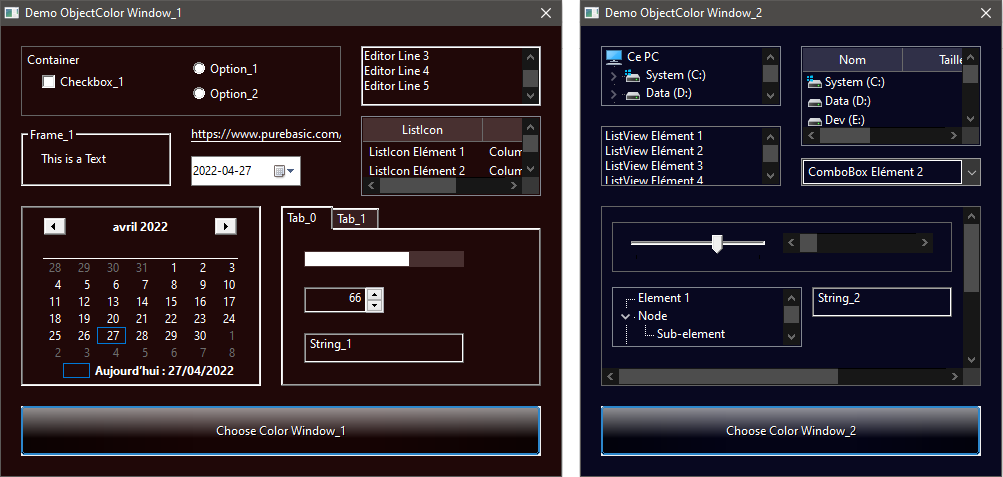 Demo ObjectColor Window_1
Container
Checkbox_1
Option_1
Option_2
Editor Line 3
Editor Line 4
Editor Line 5
Frame_1
This is a Text
https://www.purebasic.com/
2022-04-27
ListIcon
ListIcon Elément 1 Colum
ListIcon Elément 2 Colum
avril 2022
28 29 30 31 1 2 3
4 5 6 7 8 9 10
11 12 13 14 15 16 17
18 19 20 21 22 23 24
25 26 27 28 29 30 1
2 3 4 5 6 7 8
Aujourd'hui : 27/04/2022
Tab_0 Tab_1
66
String_1
Choose Color Window_1
Demo ObjectColor Window_2
Ce PC
System (C:)
Data (D:)
Nom Taille
System (C:)
Data (D:)
Dev (E:)
ListView Elément 1
ListView Elément 2
ListView Elément 3
ListView Elément 4
ComboBox Elément 2
Element 1
Node
Sub-element
String_2
Choose Color Window_2